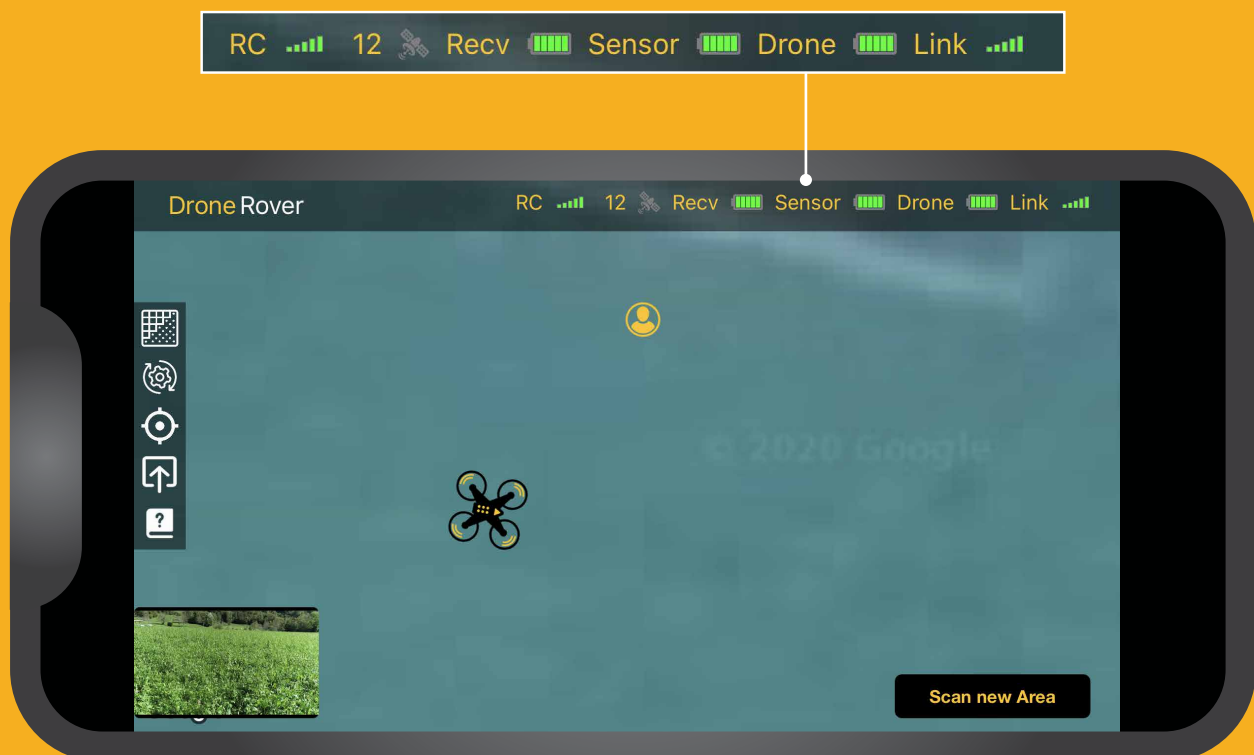 RC 12 Recv Sensor Drone Link
Drone Rover
RC 12 Recv Sensor Drone Link
© 2020 Google
?
Scan new Area